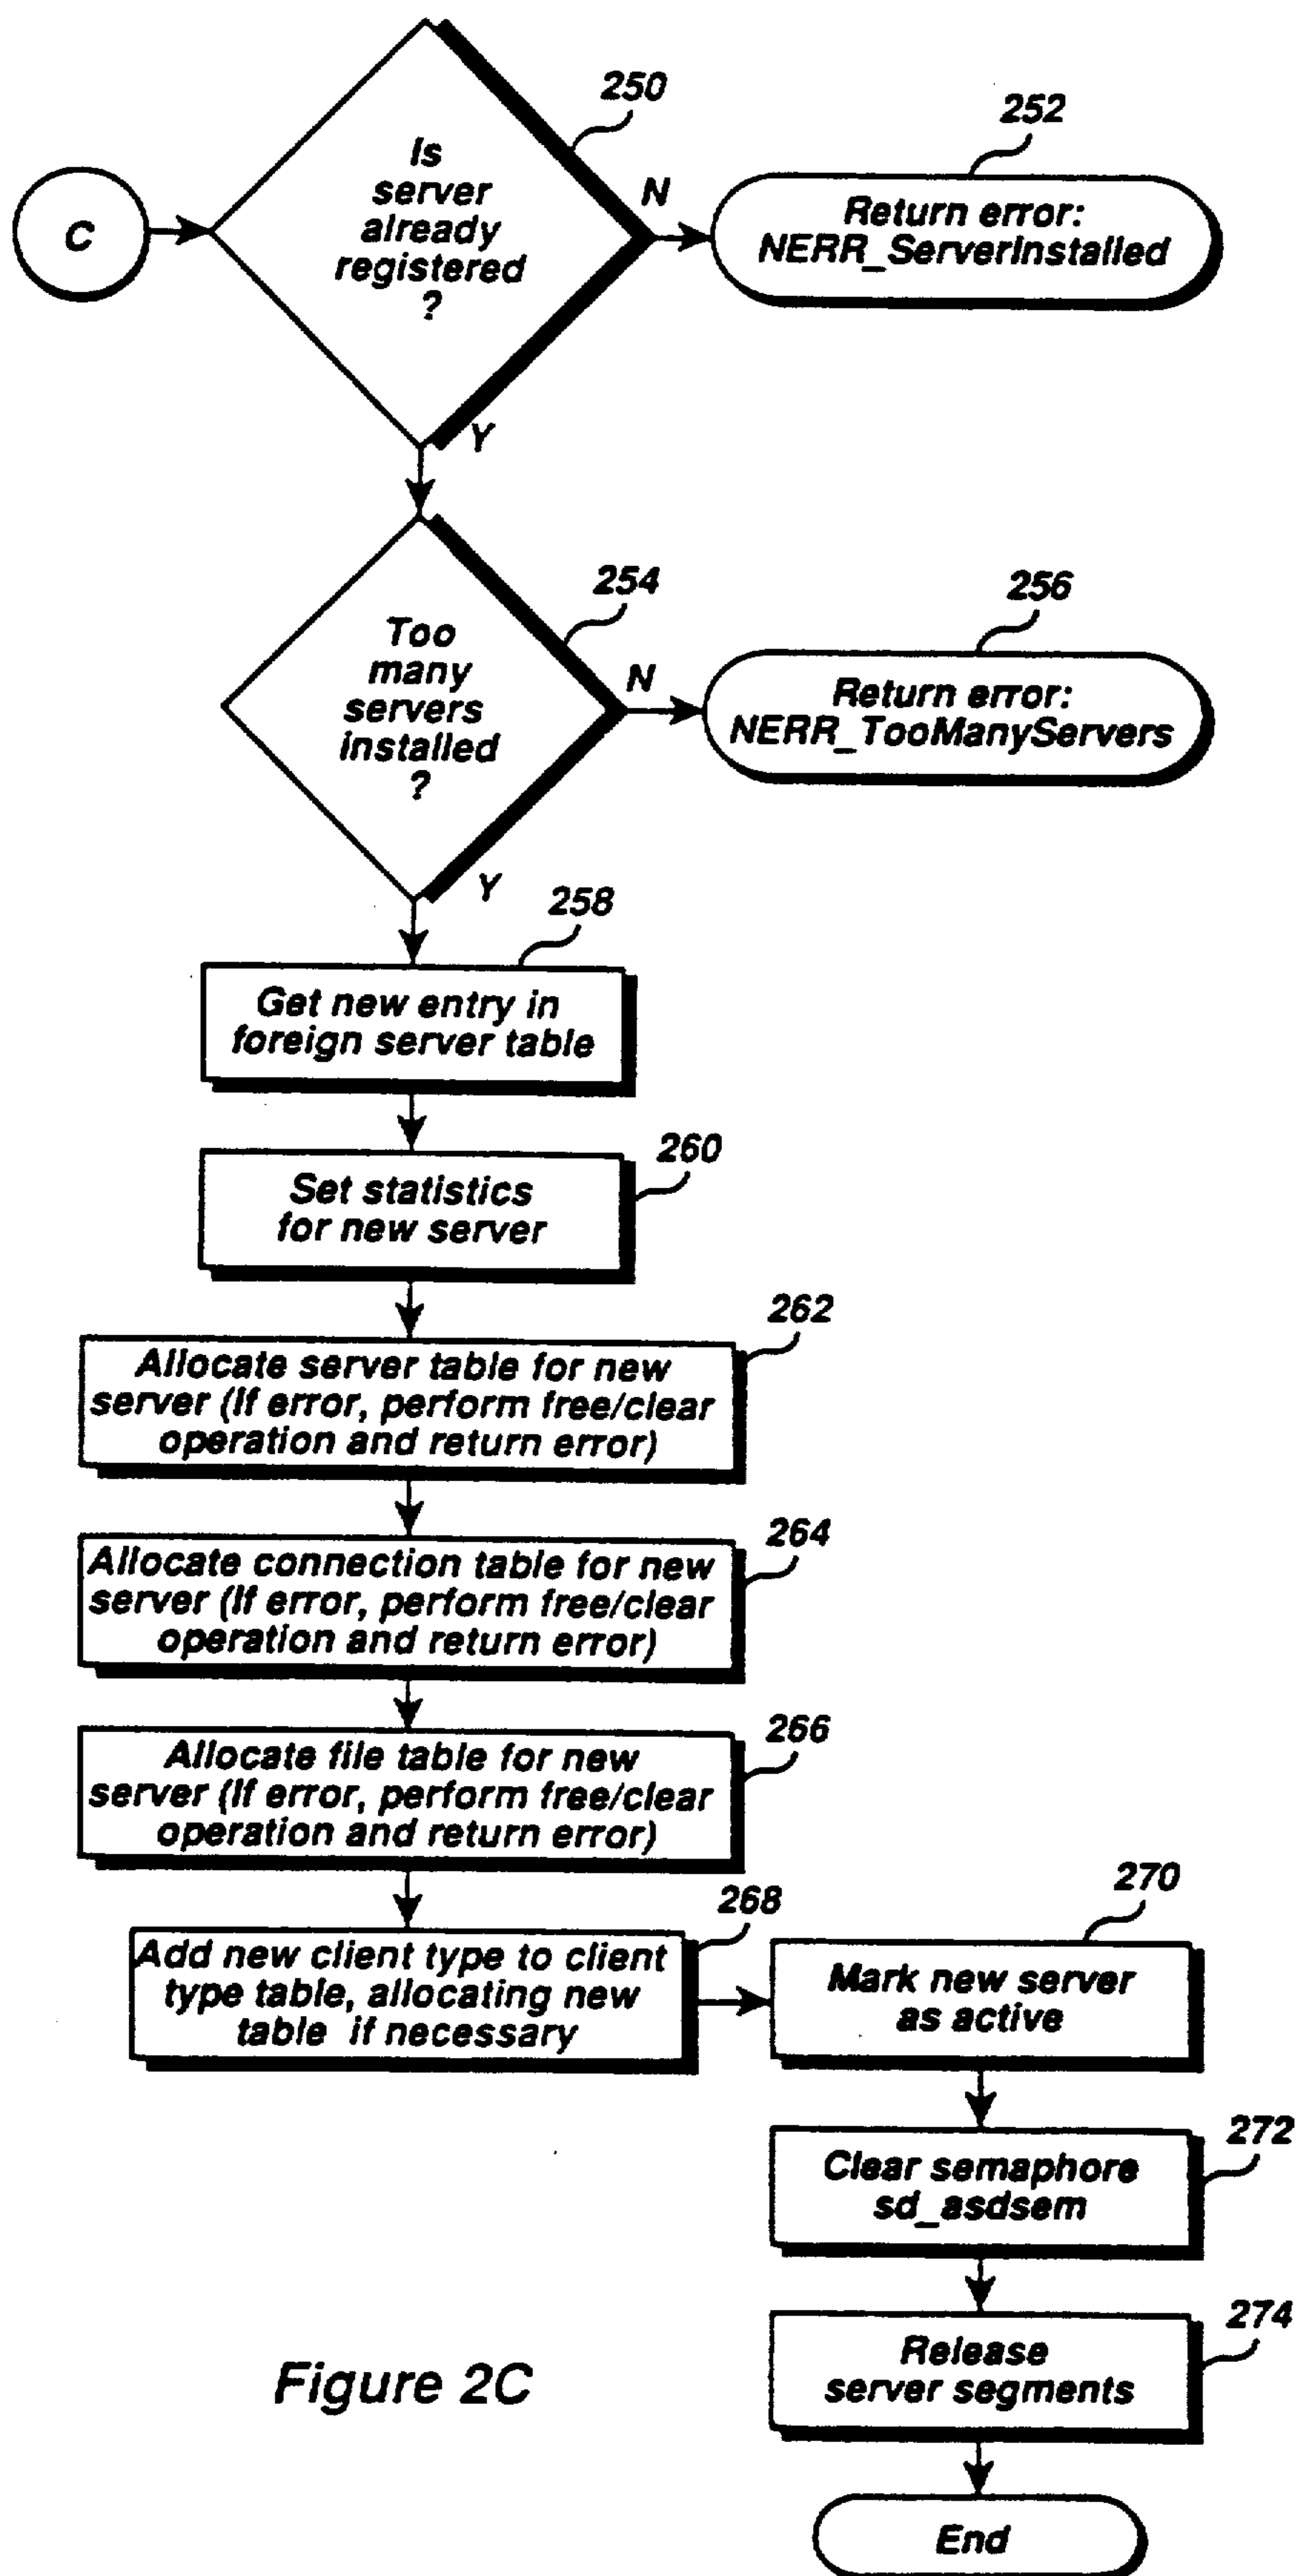 250
252
C
Is
server
already
registered
?
N
Return error:
NERR_ServerInstalled
Y
254
256
Too
many
servers
installed
?
N
Return error:
NERR_TooManyServers
Y
258
Get new entry in
foreign server table
260
Set statistics
for new server
262
Allocate server table for new
server (If error, perform free/clear
operation and return error)
264
Allocate connection table for new
server (If error, perform free/clear
operation and return error)
266
Allocate file table for new
server (If error, perform free/clear
operation and return error)
268
Add new client type to client
type table, allocating new
table if necessary
270
Mark new server
as active
272
Clear semaphore
sd_asdsem
274
Release
server segments
End
Figure 2C